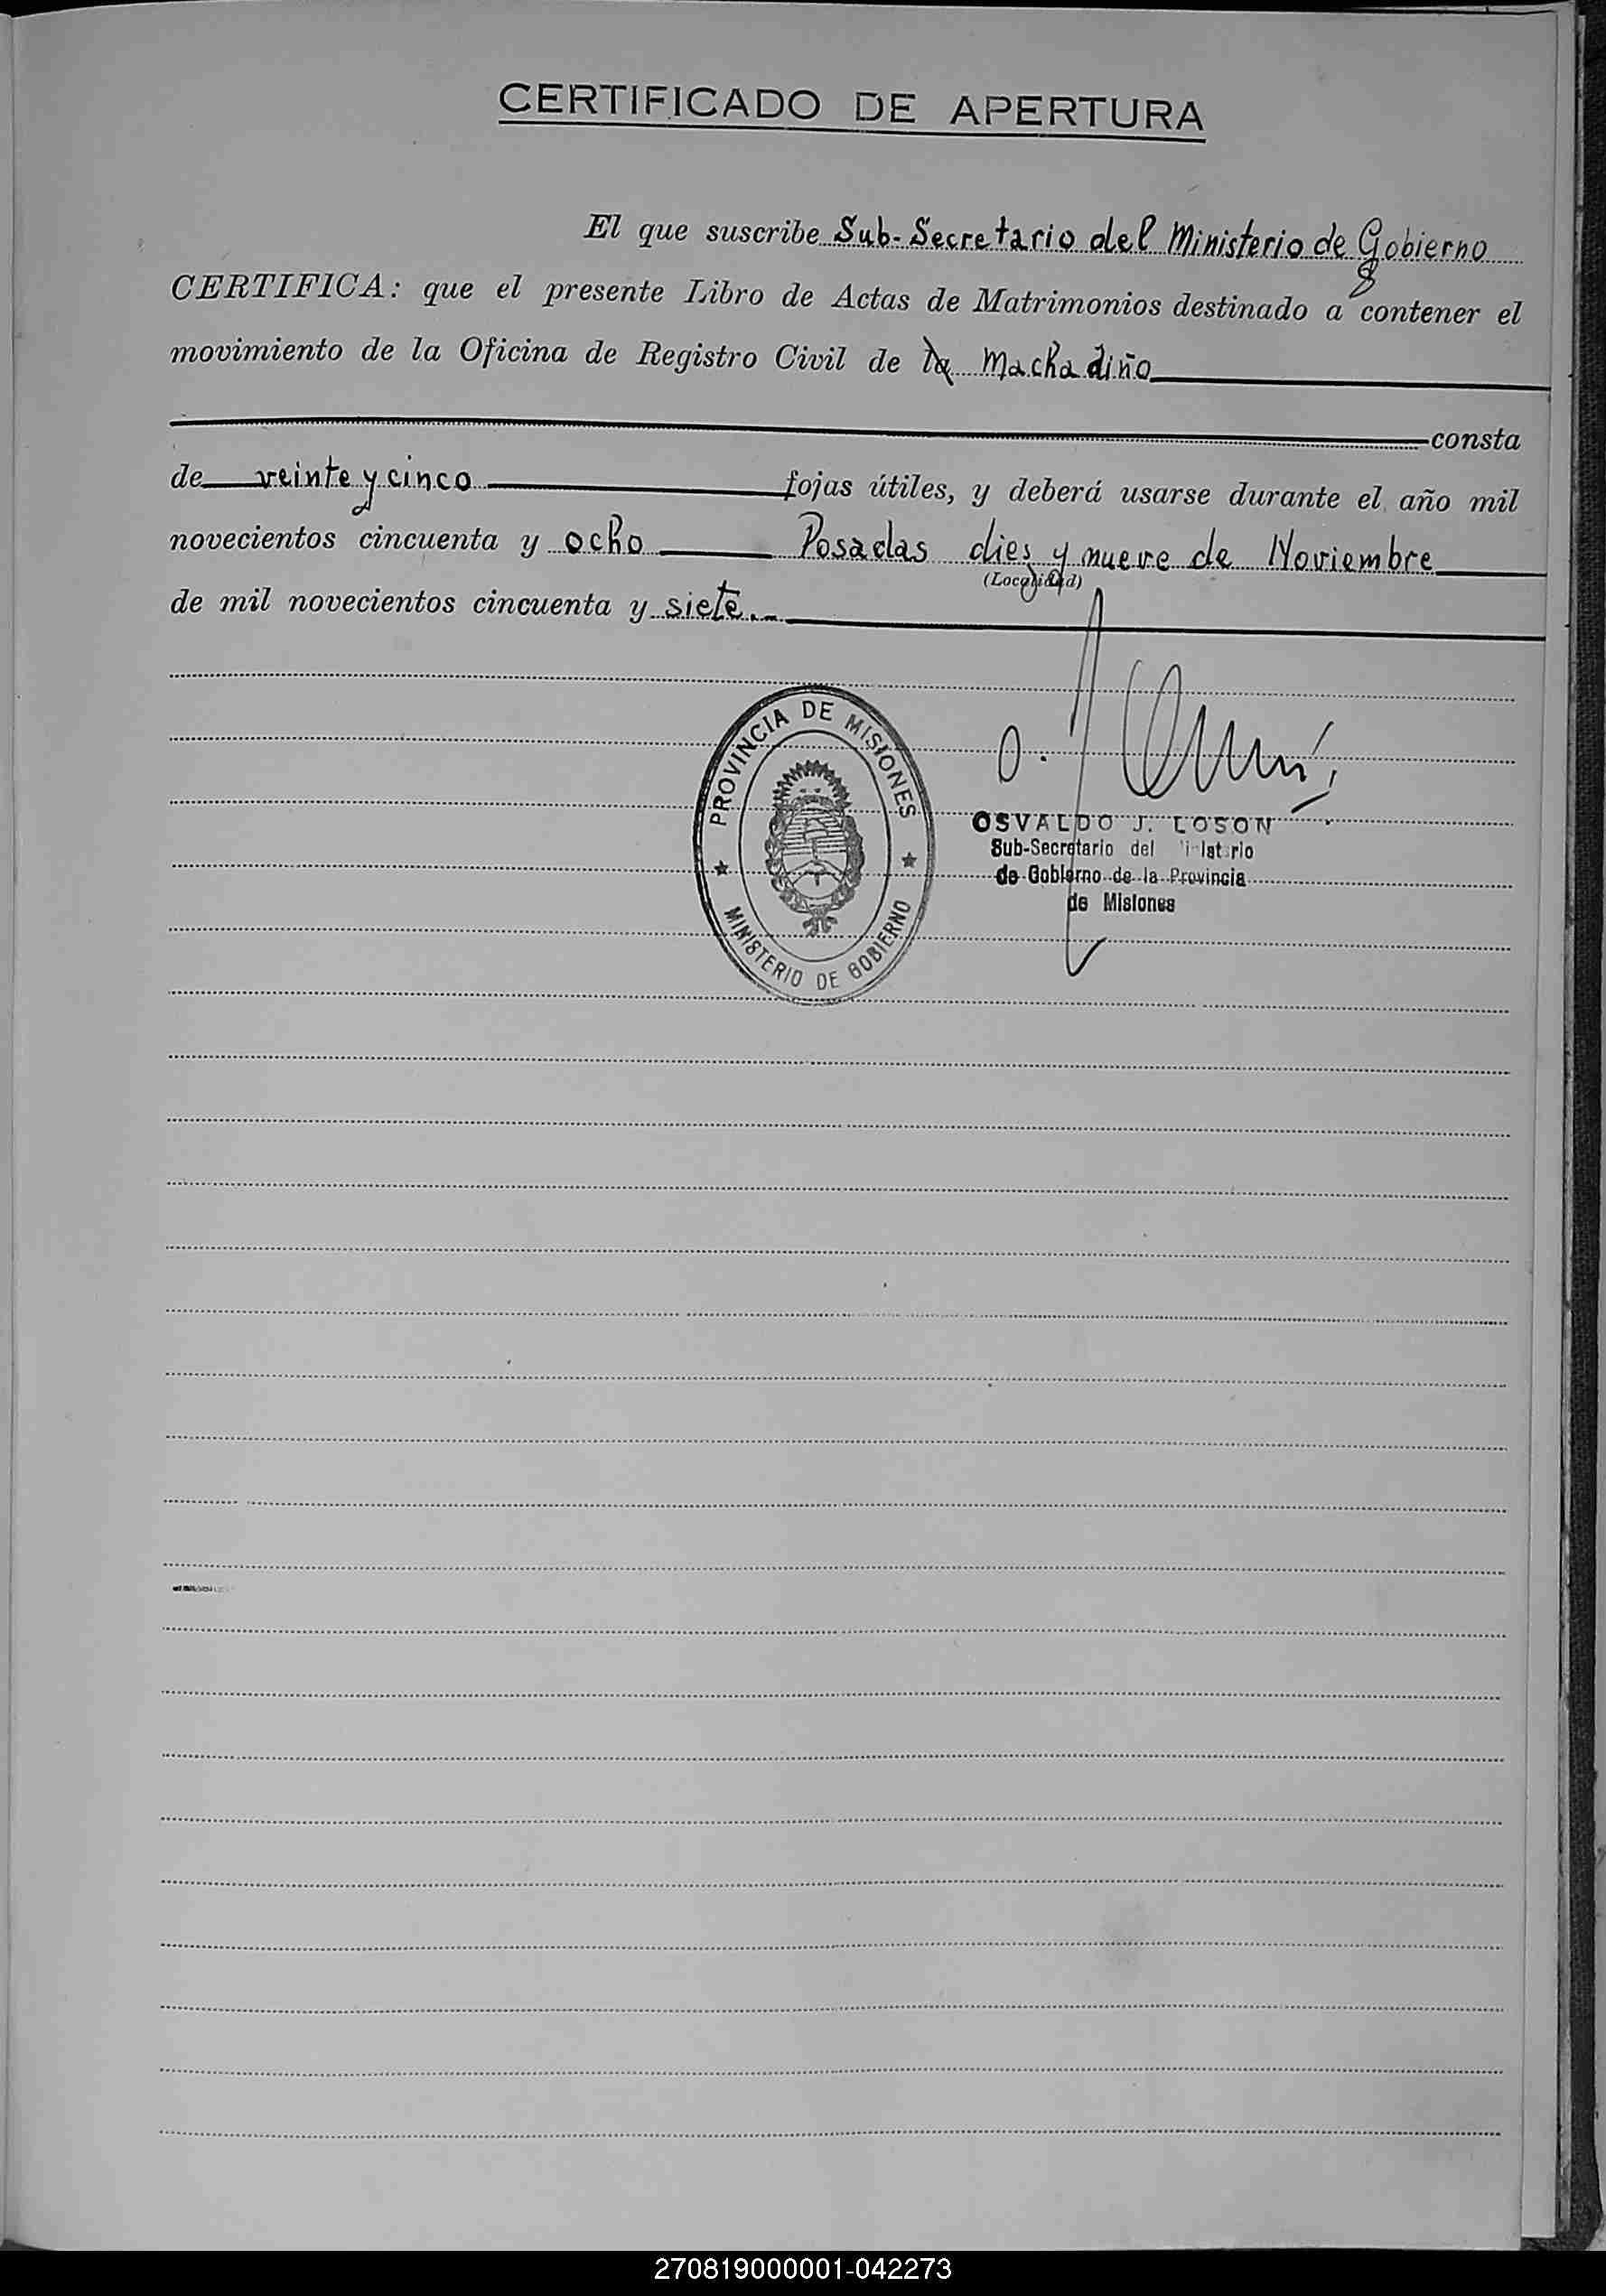 CERTIFICADO DE APERTURA
El que suscribe Sub-Secretario del Ministerio de Gobierno
CERTIFICA: que el presente Libro de Actas de Matrimonios destinado a contener el
movimiento de la Oficina de Registro Civil de la Machadiño
consta
de veinte y cinco fojas útiles, y deberá usarse durante el año mil
novecientos cincuenta y ocho Posadas dies y nueve de Noviembre
(Localidad)
de mil novecientos cincuenta y siete.-
PROVINCIA DE MISIONES
MINISTERIO DE GOBIERNO
OSVALDO J. LOSON
Sub-Secretario del Ministerio
de Gobierno de la Provincia
de Misiones
270819000001-042273